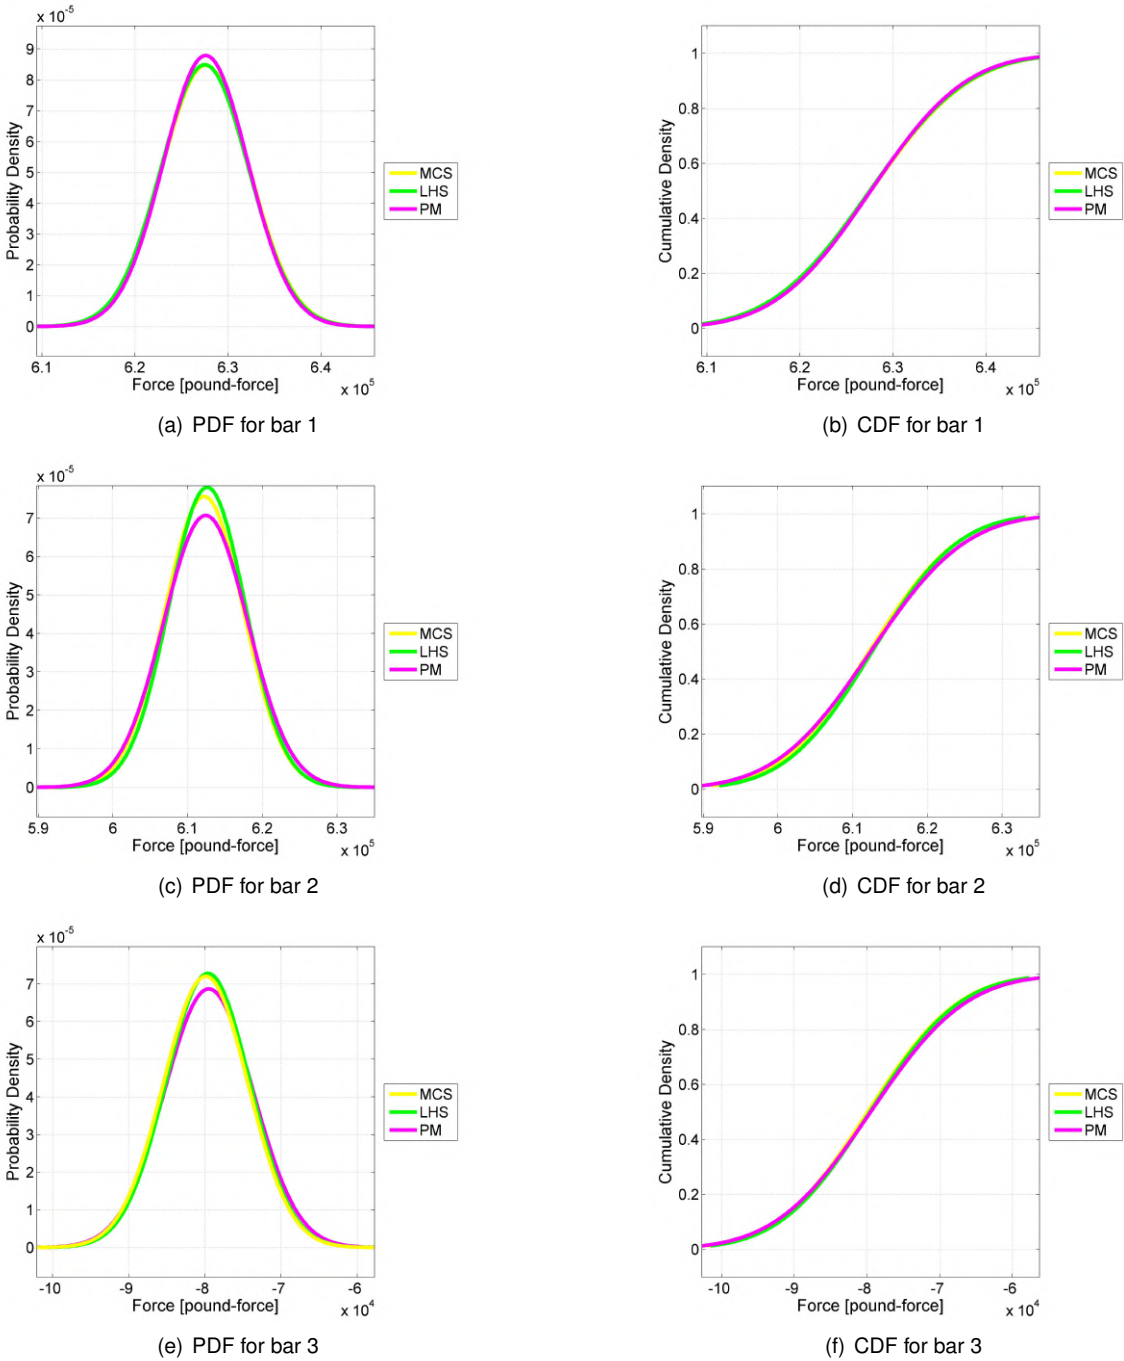 x 10-5
9
8
7
6
5
4
3
2
1
0
Probability Density
6.1 6.2 6.3 6.4
Force [pound-force]
x 10^5
MCS
LHS
PM
(a) PDF for bar 1
1
0.8
0.6
0.4
0.2
0
Cumulative Density
6.1 6.2 6.3 6.4
Force [pound-force]
x 10^5
MCS
LHS
PM
(b) CDF for bar 1
x 10^-5
7
6
5
4
3
2
1
0
Probability Density
5.9 6 6.1 6.2 6.3
Force [pound-force]
x 10^5
MCS
LHS
PM
(c) PDF for bar 2
1
0.8
0.6
0.4
0.2
0
Cumulative Density
5.9 6 6.1 6.2 6.3
Force [pound-force]
x 10^5
MCS
LHS
PM
(d) CDF for bar 2
x 10^-5
7
6
5
4
3
2
1
0
Probability Density
-10 -9 -8 -7 -6
Force [pound-force]
x 10^4
MCS
LHS
PM
(e) PDF for bar 3
1
0.8
0.6
0.4
0.2
0
Cumulative Density
-10 -9 -8 -7 -6
Force [pound-force]
x 10^4
MCS
LHS
PM
(f) CDF for bar 3